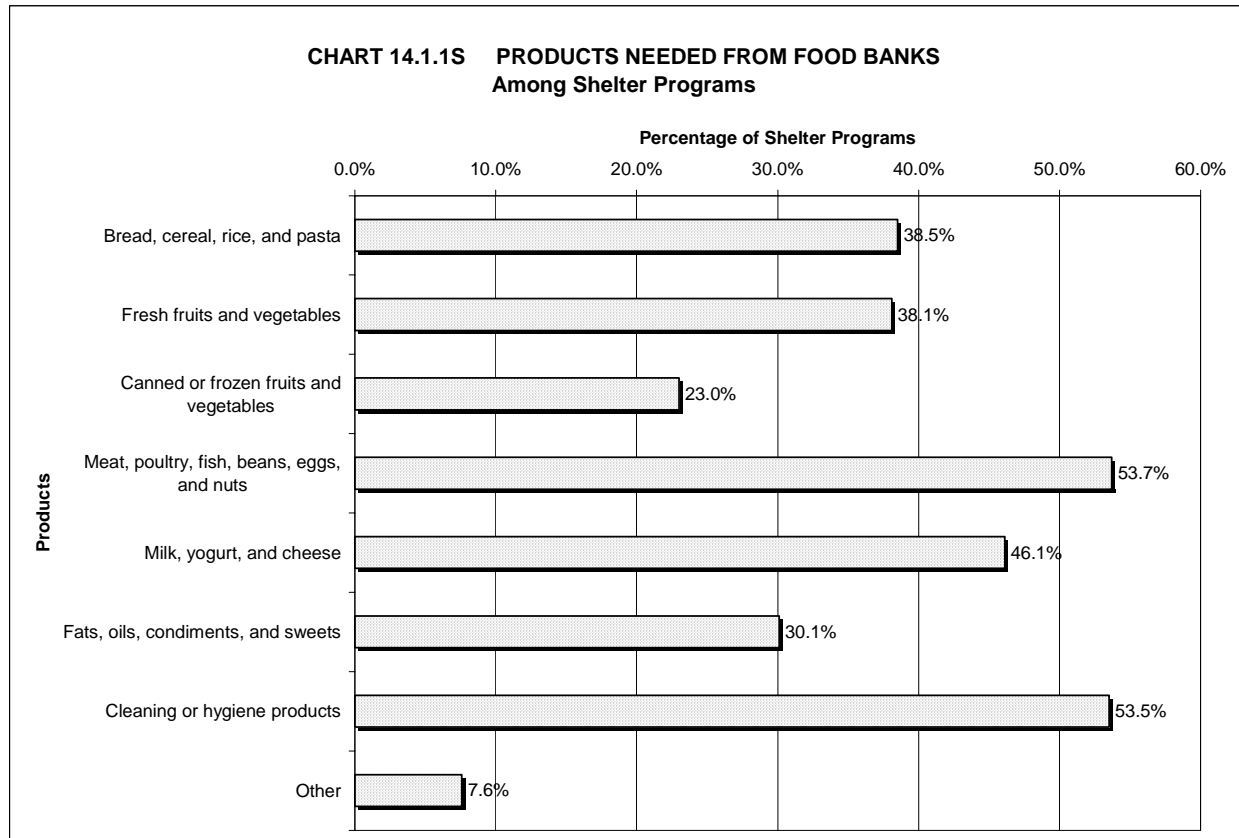 CHART 14.1.1S PRODUCTS NEEDED FROM FOOD BANKS
Among Shelter Programs
Percentage of Shelter Programs
0.0% 10.0% 20.0% 30.0% 40.0% 50.0% 60.0%
Products
Bread, cereal, rice, and pasta 38.5%
Fresh fruits and vegetables 38.1%
Canned or frozen fruits and
vegetables 23.0%
Meat, poultry, fish, beans, eggs,
and nuts 53.7%
Milk, yogurt, and cheese 46.1%
Fats, oils, condiments, and sweets 30.1%
Cleaning or hygiene products 53.5%
Other 7.6%